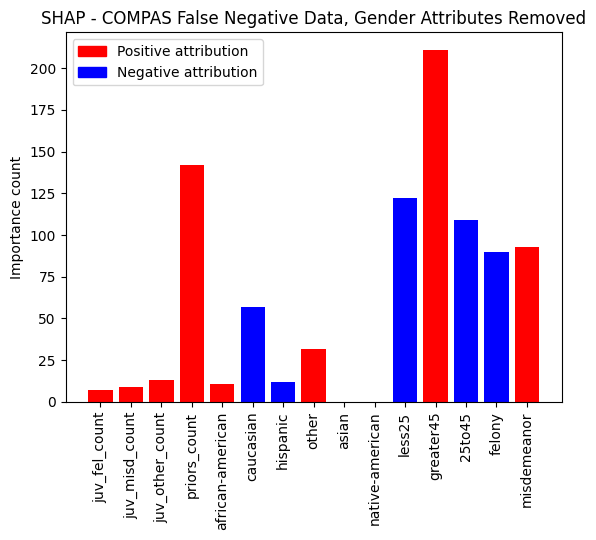 SHAP - COMPAS False Negative Data, Gender Attributes Removed
Positive attribution
Negative attribution
Importance count
200
175
150
125
100
75
50
25
0
juv_fel_count
juv_misd_count
juv_other_count
priors_count
african-american
caucasian
hispanic
other
asian
native-american
less25
greater45
25to45
felony
misdemeanor